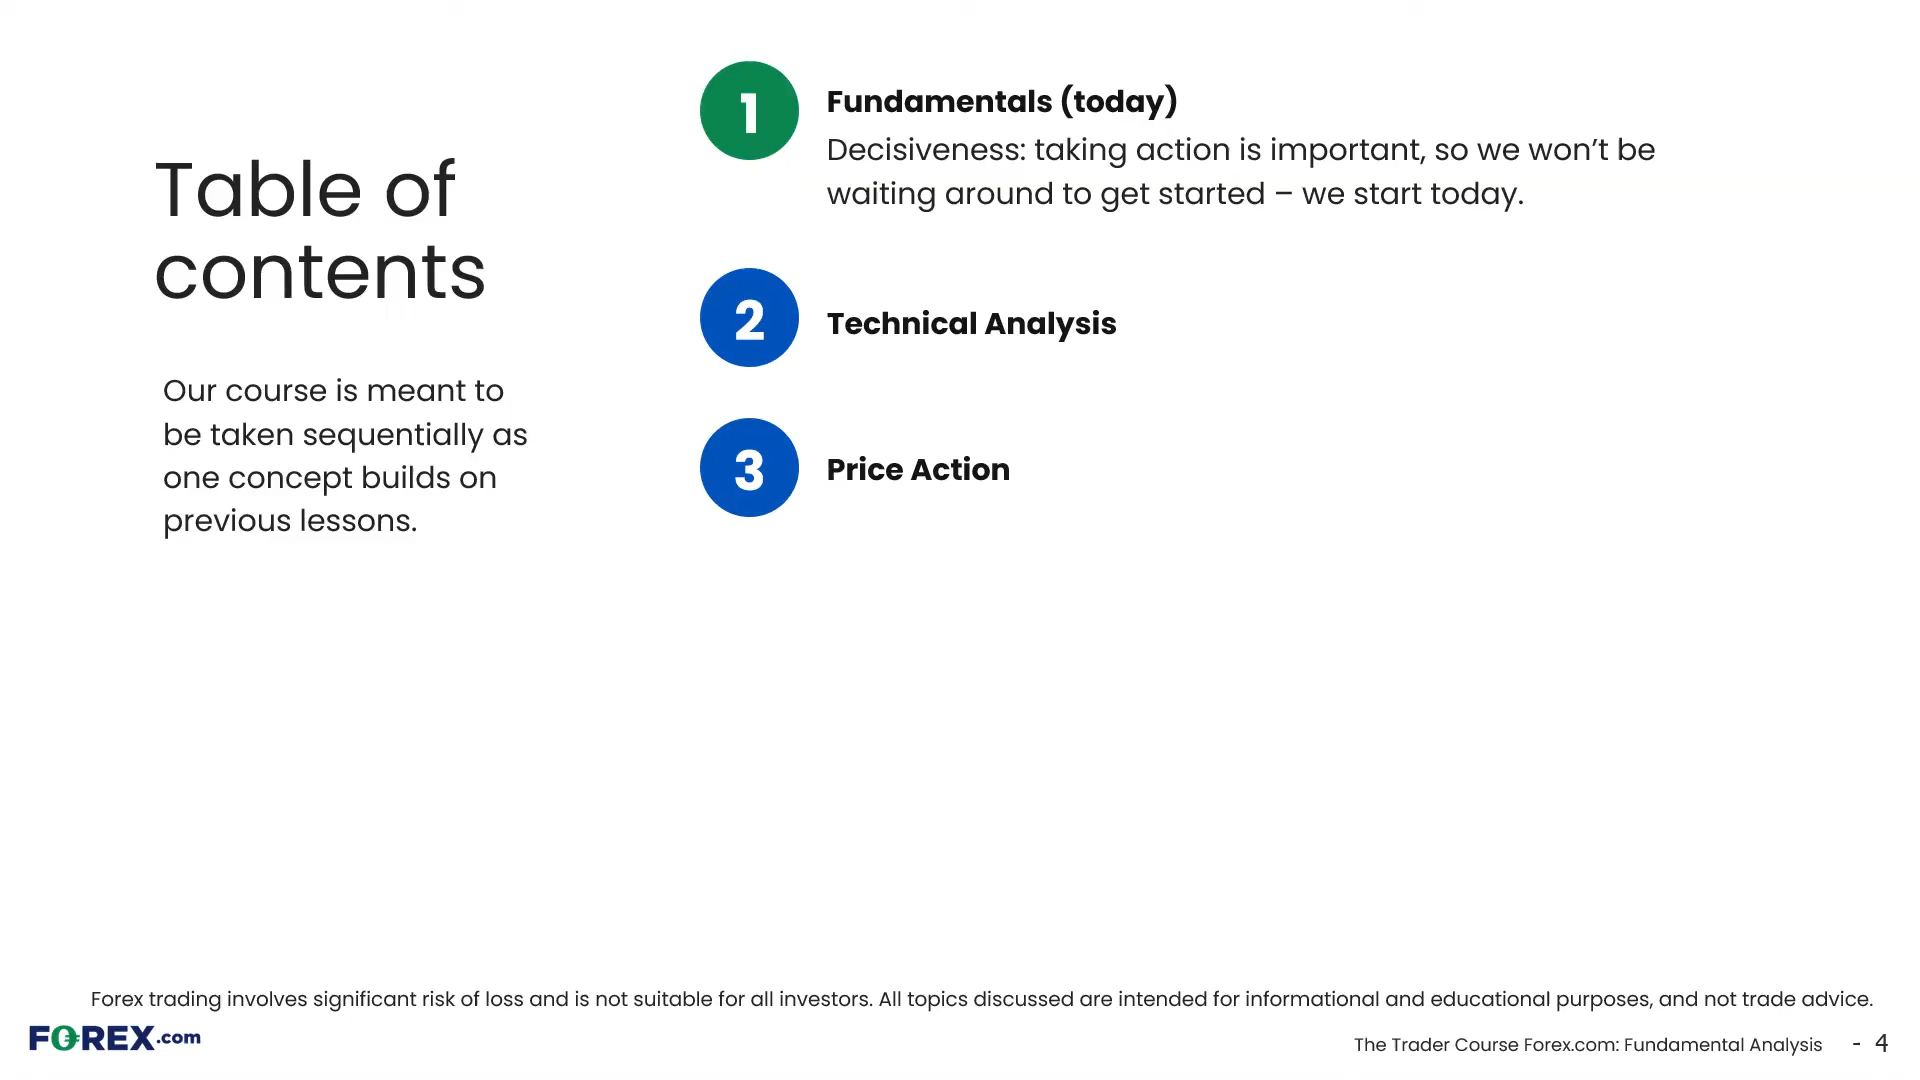 Table of
contents
Our course is meant to
be taken sequentially as
one concept builds on
previous lessons.
1
Fundamentals (today)
Decisiveness: taking action is important, so we won’t be
waiting around to get started – we start today.
2
Technical Analysis
3
Price Action
Forex trading involves significant risk of loss and is not suitable for all investors. All topics discussed are intended for informational and educational purposes, and not trade advice.
FOREX.com
The Trader Course Forex.com: Fundamental Analysis - 4